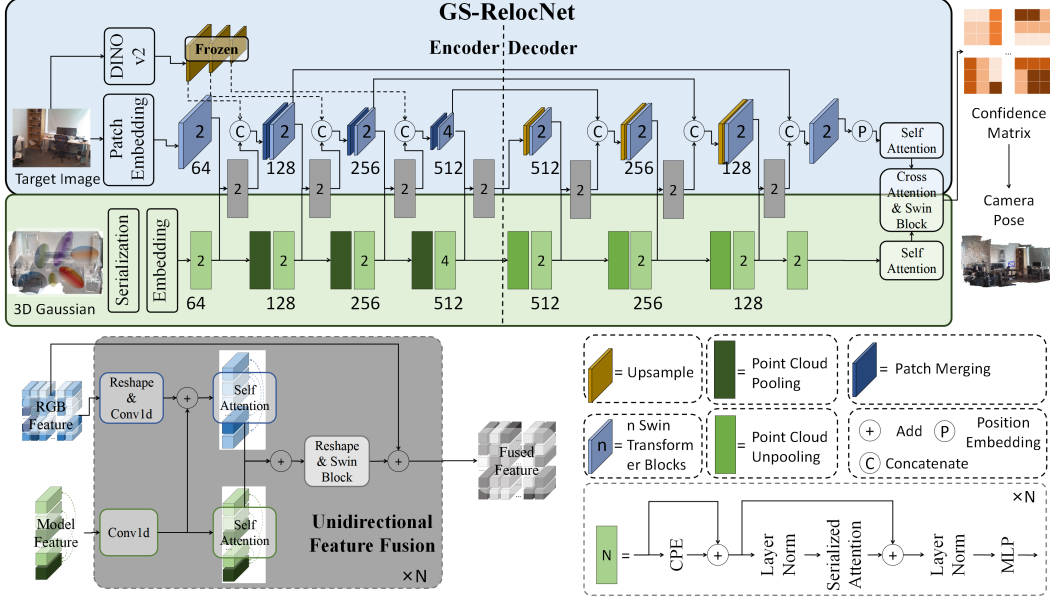 GS-RelocNet
Encoder Decoder
DINO
v2
Frozen
Patch
Embedding
Target Image
2
64
C
2
128
C
2
256
C
4
512
2
512
C
2
256
C
2
128
C
2
P
Self
Attention
Cross
Attention
& Swin
Block
Self
Attention
2
2
2
2
2
2
2
Serialization
Embedding
3D Gaussian
2
64
2
128
2
256
4
512
2
512
2
256
2
128
2
...
Confidence
Matrix
Camera
Pose
RGB
Feature
...
Reshape
&
Conv1d
+
Self
Attention
+
Reshape
& Swin
Block
+
Fused
Feature
...
Model
Feature
...
Conv1d
Self
Attention
...
Unidirectional
Feature Fusion
×N
= Upsample
= Point Cloud
Pooling
= Patch Merging
n
= n Swin
Transform
er Blocks
= Point Cloud
Unpooling
+ Add
P Position
Embedding
C Concatenate
×N
N
=
CPE
+
Layer
Norm
Serialized
Attention
+
Layer
Norm
MLP